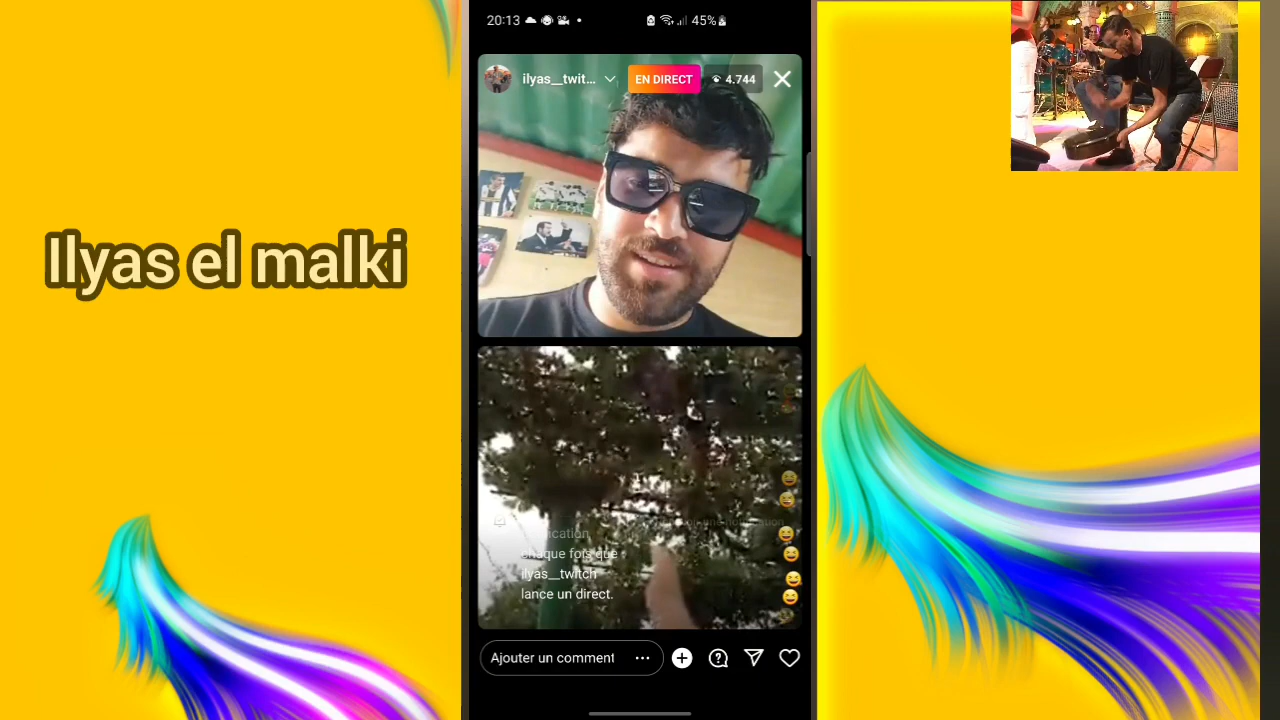 20:13
45%
ilyas__twit...
EN DIRECT
4.744
Ilyas el malki
chaque fois que
ilyas__twitch
lance un direct.
Ajouter un comment